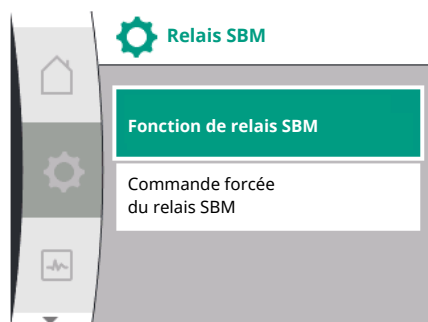 Relais SBM
Fonction de relais SBM
Commande forcée
du relais SBM